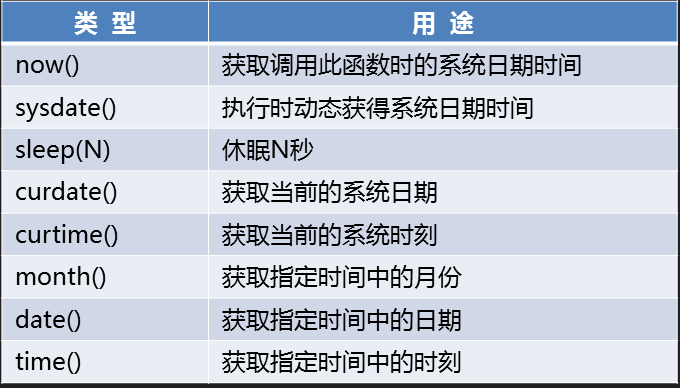 类 型 用 途
now() 获取调用此函数时的系统日期时间
sysdate() 执行时动态获得系统日期时间
sleep(N) 休眠N秒
curdate() 获取当前的系统日期
curtime() 获取当前的系统时刻
month() 获取指定时间中的月份
date() 获取指定时间中的日期
time() 获取指定时间中的时刻